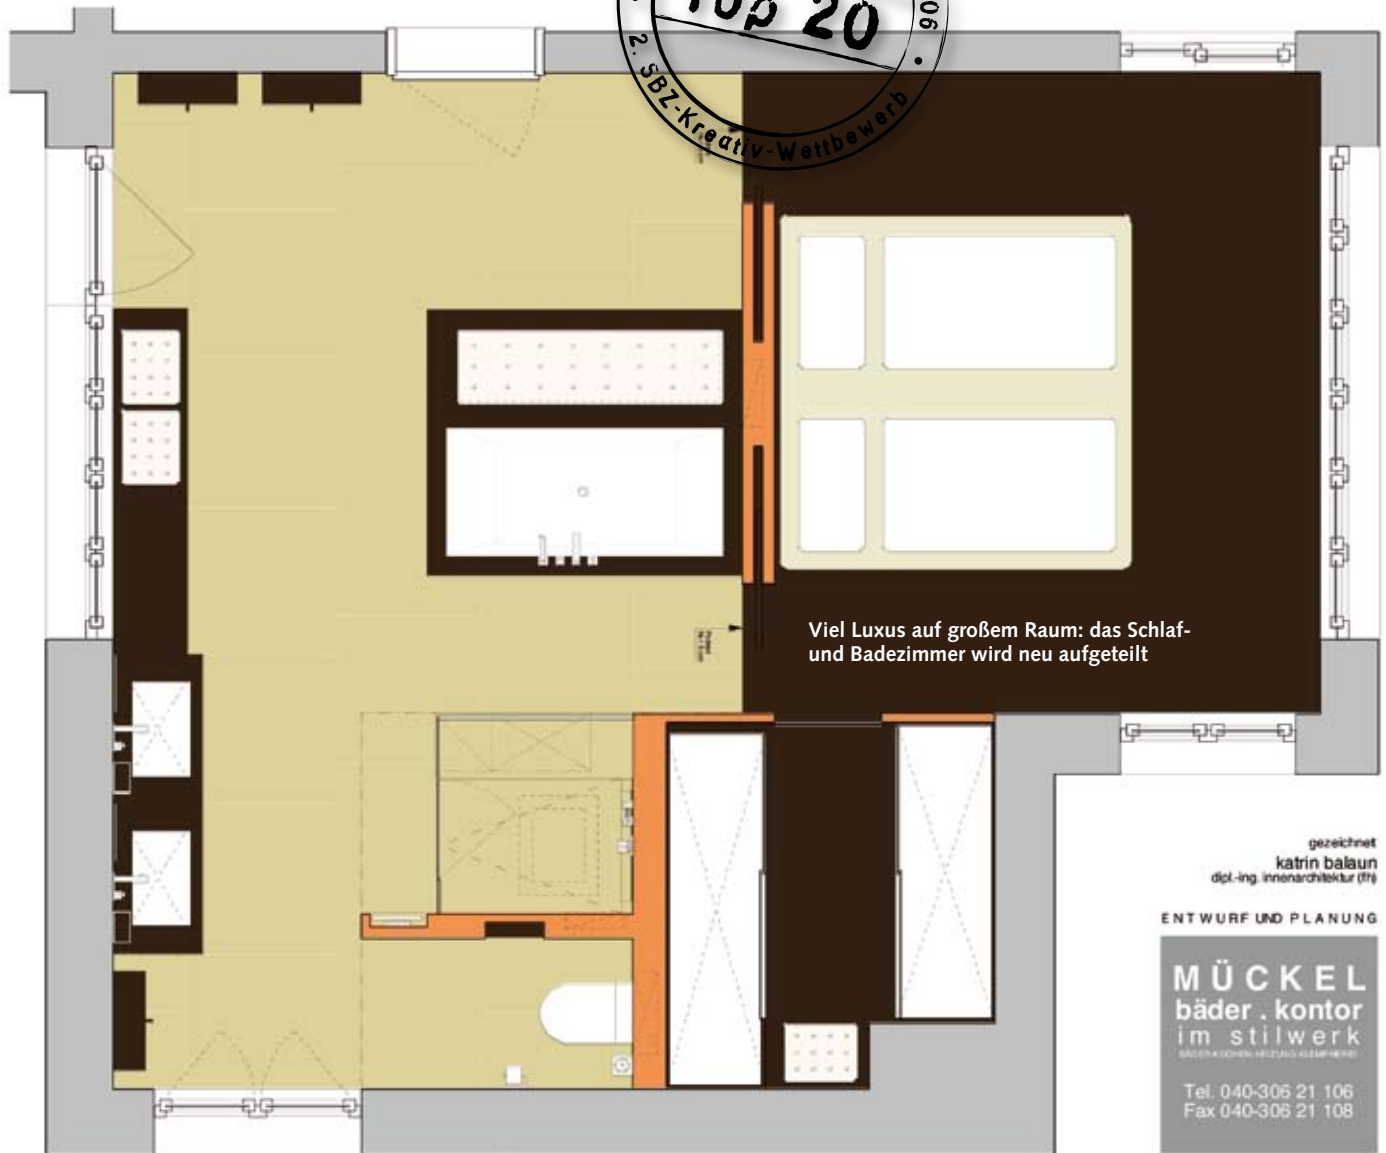 Top 20
2. SBZ-Kreativ-Wettbewerb
Viel Luxus auf großem Raum: das Schlaf-
und Badezimmer wird neu aufgeteilt
gezeichnet
katrin balaun
dipl.-ing. innenarchitektur (fh)
ENTWURF UND PLANUNG
MÜCKEL
bäder . kontor
im stilwerk
Tel. 040-306 21 106
Fax 040-306 21 108